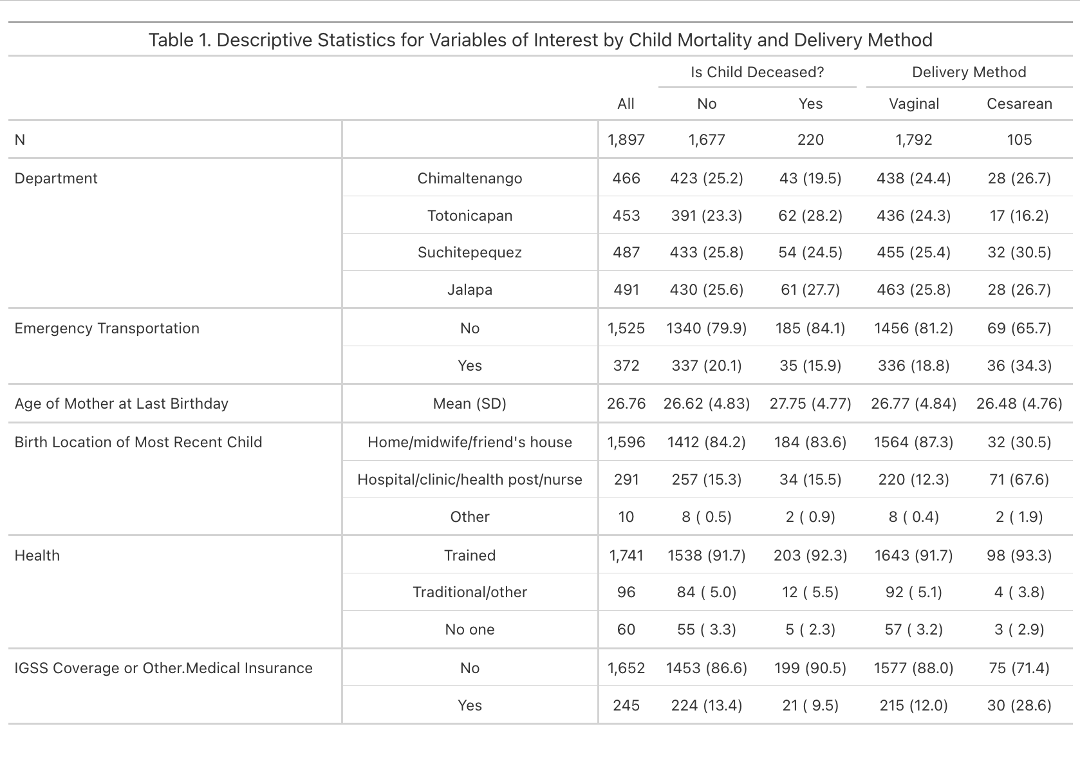 Table 1. Descriptive Statistics for Variables of Interest by Child Mortality and Delivery Method
Is Child Deceased? Delivery Method
All No Yes Vaginal Cesarean
N 1,897 1,677 220 1,792 105
Department Chimaltenango 466 423 (25.2) 43 (19.5) 438 (24.4) 28 (26.7)
Totonicapan 453 391 (23.3) 62 (28.2) 436 (24.3) 17 (16.2)
Suchitepequez 487 433 (25.8) 54 (24.5) 455 (25.4) 32 (30.5)
Jalapa 491 430 (25.6) 61 (27.7) 463 (25.8) 28 (26.7)
Emergency Transportation No 1,525 1340 (79.9) 185 (84.1) 1456 (81.2) 69 (65.7)
Yes 372 337 (20.1) 35 (15.9) 336 (18.8) 36 (34.3)
Age of Mother at Last Birthday Mean (SD) 26.76 26.62 (4.83) 27.75 (4.77) 26.77 (4.84) 26.48 (4.76)
Birth Location of Most Recent Child Home/midwife/friend's house 1,596 1412 (84.2) 184 (83.6) 1564 (87.3) 32 (30.5)
Hospital/clinic/health post/nurse 291 257 (15.3) 34 (15.5) 220 (12.3) 71 (67.6)
Other 10 8 ( 0.5) 2 ( 0.9) 8 ( 0.4) 2 ( 1.9)
Health Trained 1,741 1538 (91.7) 203 (92.3) 1643 (91.7) 98 (93.3)
Traditional/other 96 84 ( 5.0) 12 ( 5.5) 92 ( 5.1) 4 ( 3.8)
No one 60 55 ( 3.3) 5 ( 2.3) 57 ( 3.2) 3 ( 2.9)
IGSS Coverage or Other.Medical Insurance No 1,652 1453 (86.6) 199 (90.5) 1577 (88.0) 75 (71.4)
Yes 245 224 (13.4) 21 ( 9.5) 215 (12.0) 30 (28.6)